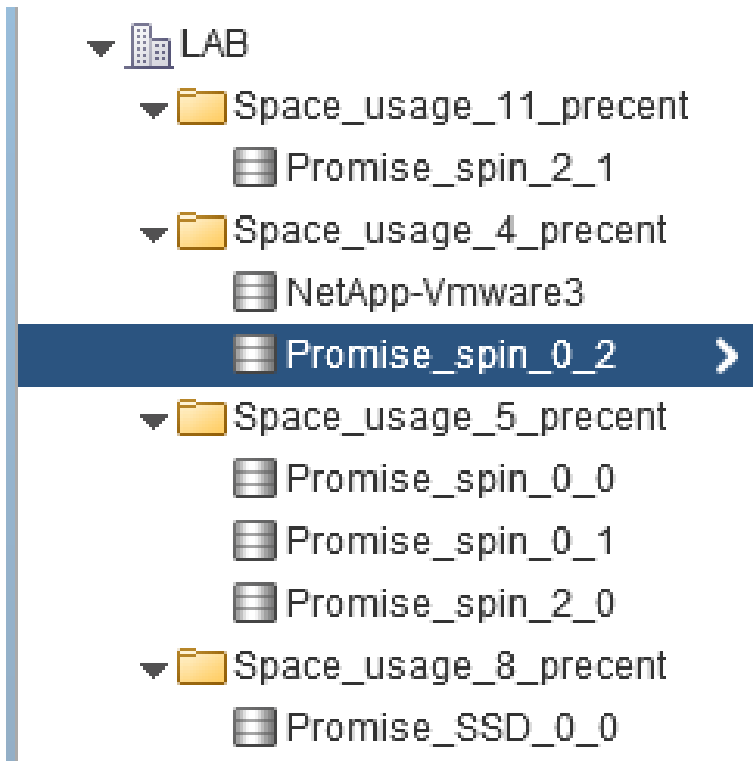 LAB
Space_usage_11_precent
Promise_spin_2_1
Space_usage_4_precent
NetApp-Vmware3
Promise_spin_0_2
Space_usage_5_precent
Promise_spin_0_0
Promise_spin_0_1
Promise_spin_2_0
Space_usage_8_precent
Promise_SSD_0_0